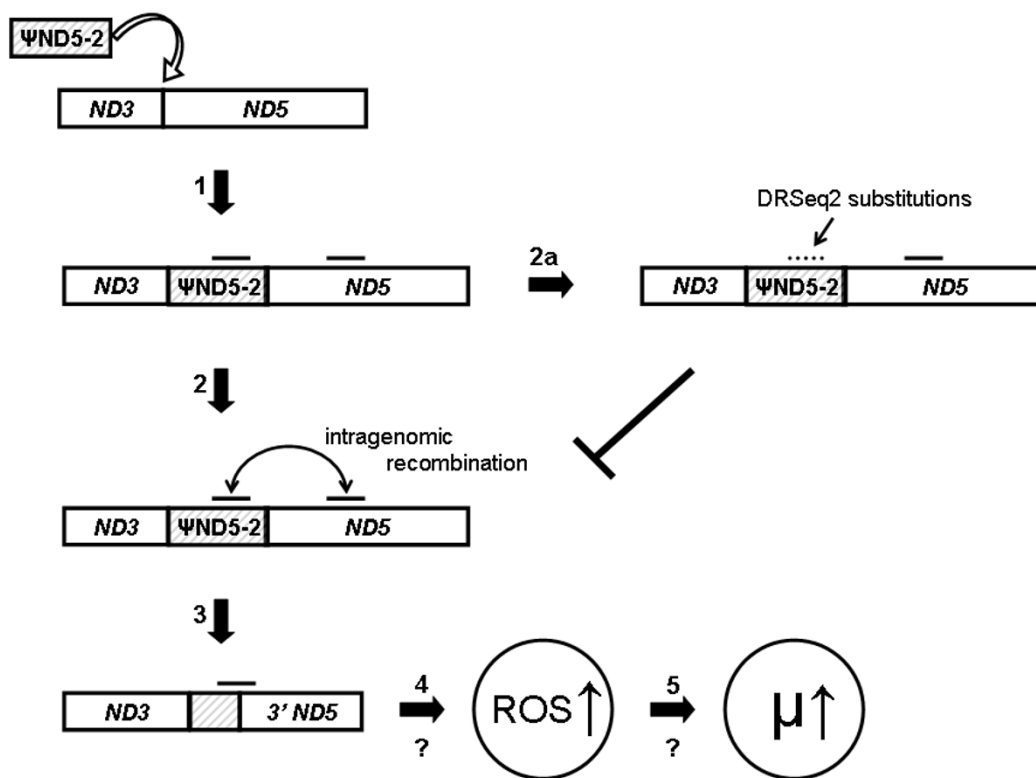 ΨND5-2
ND3 ND5
1
DRSeq2 substitutions
ND3 ΨND5-2 ND5
2a
ND3 ΨND5-2 ND5
2
intragenomic
recombination
ND3 ΨND5-2 ND5
3
ND3 3' ND5
4
?
ROS↑
5
?
μ↑